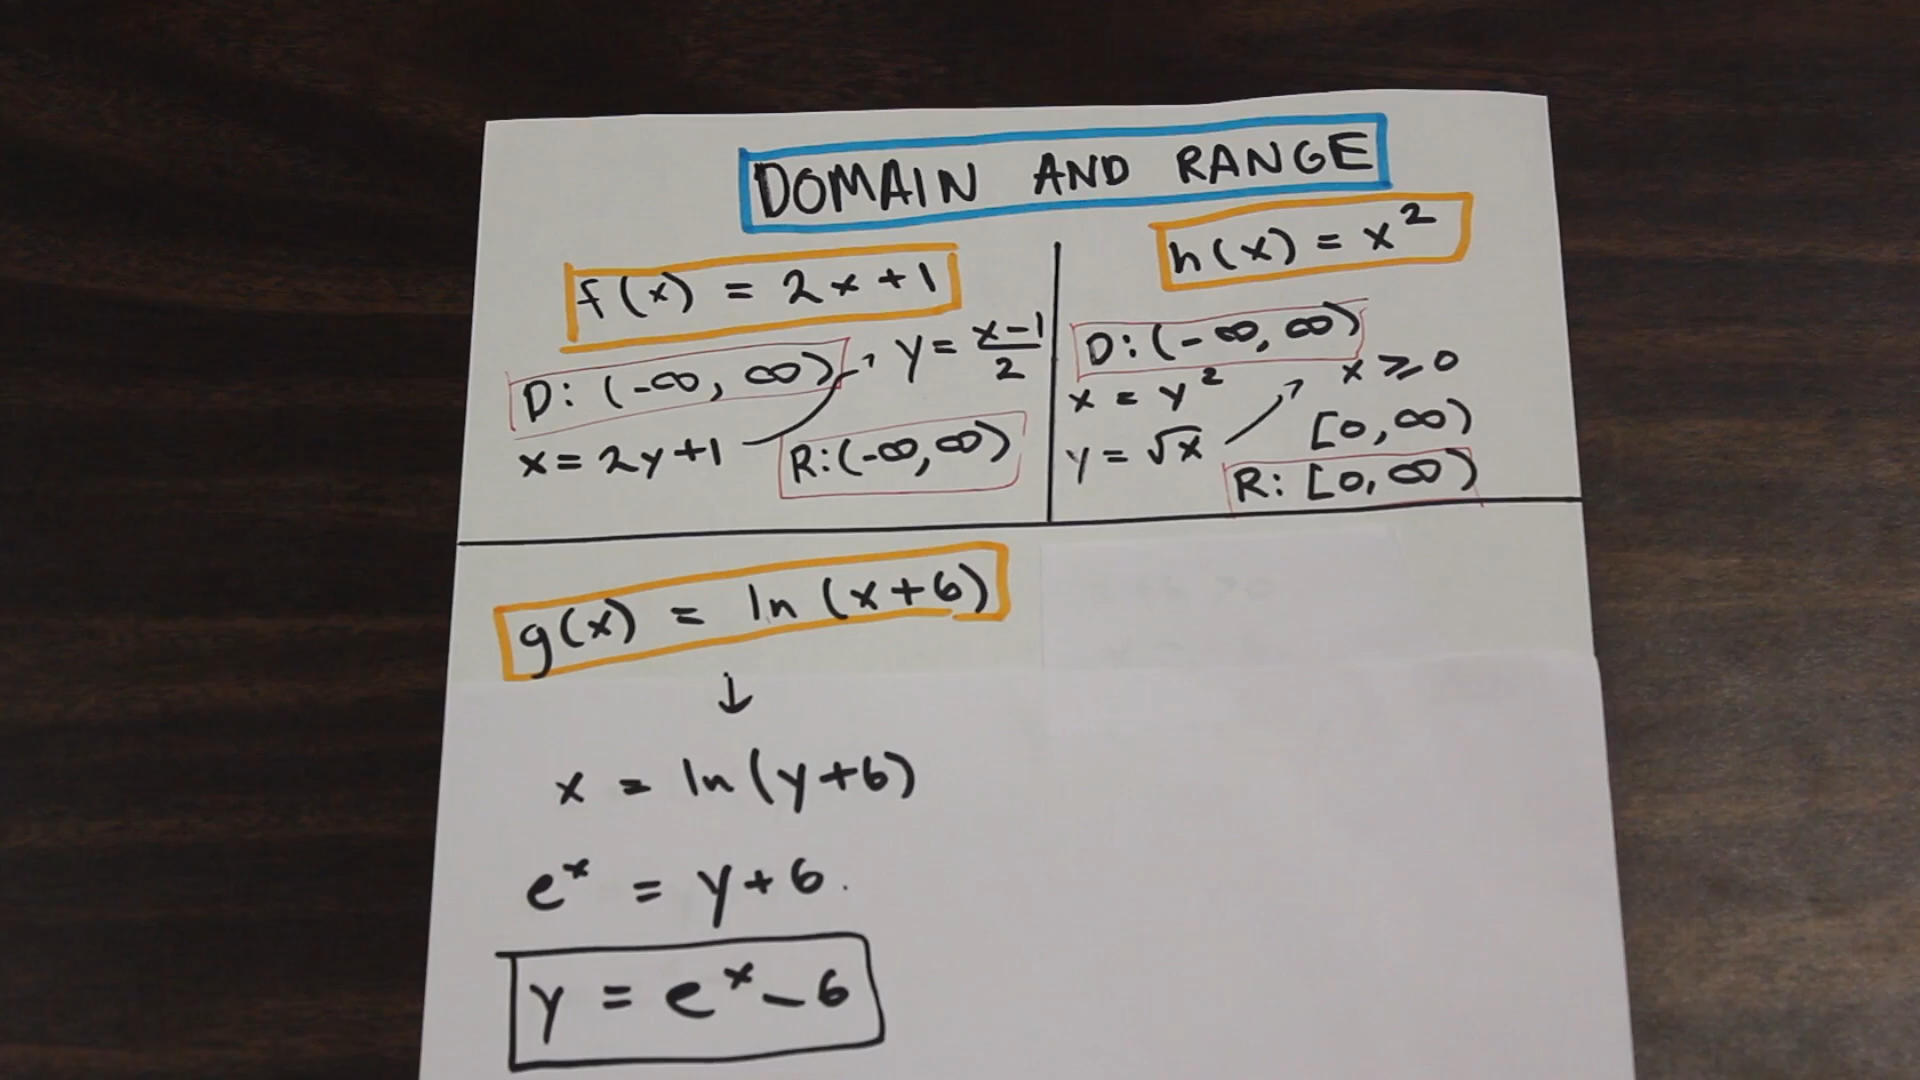 DOMAIN AND RANGE
f(x) = 2x+1
D: (-∞, ∞)
y = x-1/2
x = 2y+1
R: (-∞, ∞)
h(x) = x²
D: (-∞, ∞)
x ≥ 0
x = y²
[0, ∞)
y = √x
R: [0, ∞)
g(x) = ln (x+6)
↓
x = ln(y+6)
eˣ = y+6.
y = eˣ-6